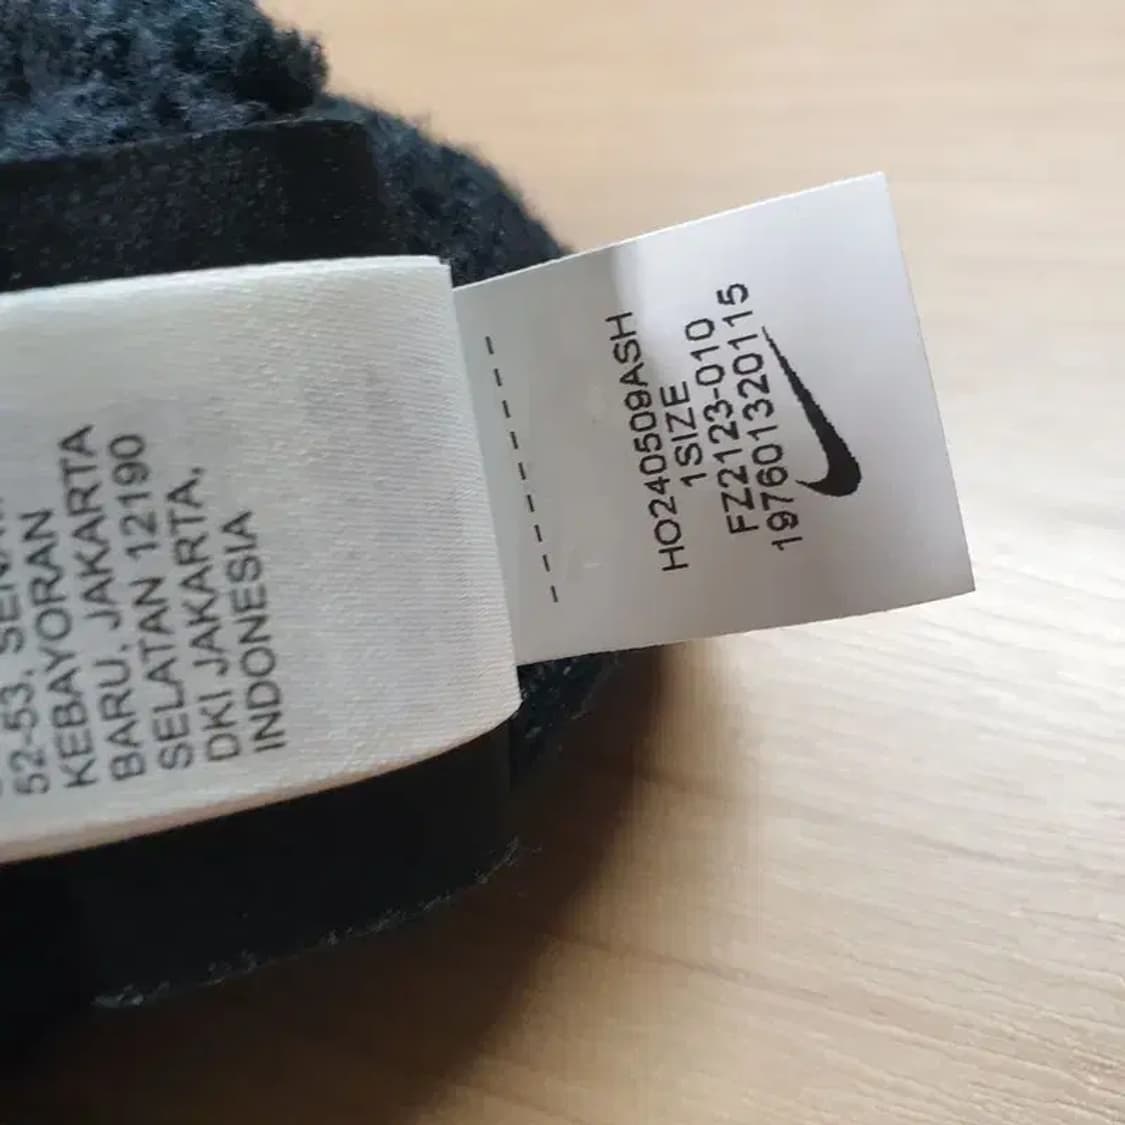 52-53,
KEBAYORAN
BARU, JAKARTA
SELATAN 12190
DKI JAKARTA,
INDONESIA
HO240509ASH
1SIZE
FZ2123-010
197601320115